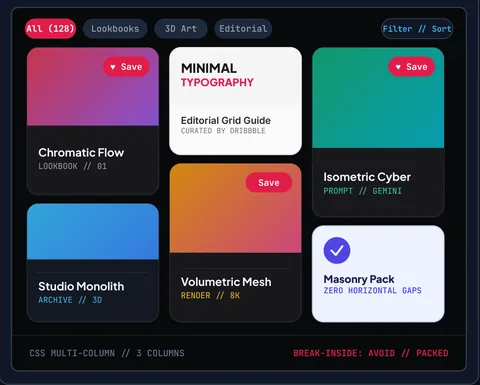 All (128)
Lookbooks
3D Art
Editorial
Filter // Sort
♥ Save
Chromatic Flow
LOOKBOOK // 01
Studio Monolith
ARCHIVE // 3D
MINIMAL
TYPOGRAPHY
Editorial Grid Guide
CURATED BY DRIBBBLE
Save
Volumetric Mesh
RENDER // 8K
♥ Save
Isometric Cyber
PROMPT // GEMINI
Masonry Pack
ZERO HORIZONTAL GAPS
CSS MULTI-COLUMN // 3 COLUMNS
BREAK-INSIDE: AVOID // PACKED